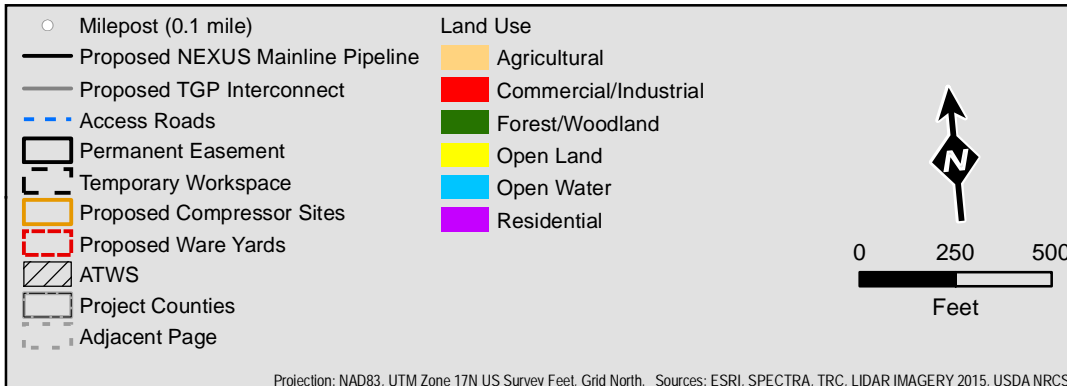 Milepost (0.1 mile)
Proposed NEXUS Mainline Pipeline
Proposed TGP Interconnect
Access Roads
Permanent Easement
Temporary Workspace
Proposed Compressor Sites
Proposed Ware Yards
ATWS
Project Counties
Adjacent Page
Land Use
Agricultural
Commercial/Industrial
Forest/Woodland
Open Land
Open Water
Residential
N
0 250 500
Feet
Projection: NAD83, UTM Zone 17N US Survey Feet, Grid North. Sources: ESRI, SPECTRA, TRC, LIDAR IMAGERY 2015, USDA NRCS